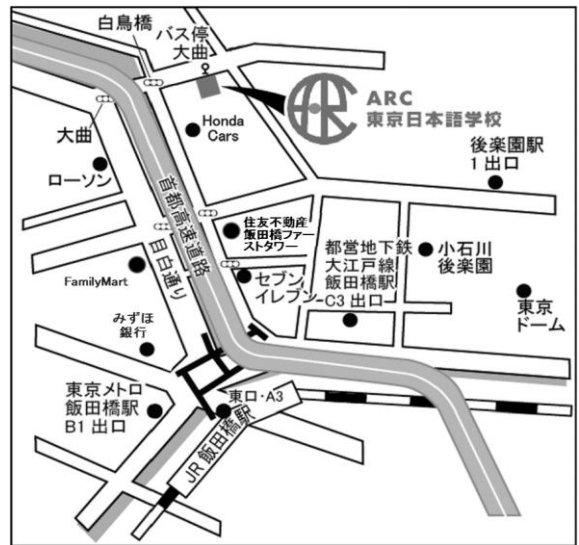 白鳥橋
バス停
大曲
ARC
東京日本語学校
大曲
Honda
Cars
後楽園駅
1出口
ローソン
首都高速道路
目白通り
住友不動産
飯田橋ファー
ストタワー
都営地下鉄
大江戸線
飯田橋駅
C3 出口
小石川
後楽園
FamilyMart
セブン
イレブン
東京
ドーム
みずほ
銀行
東京メトロ
飯田橋駅
B1 出口
東口・A3
JR 飯田橋駅